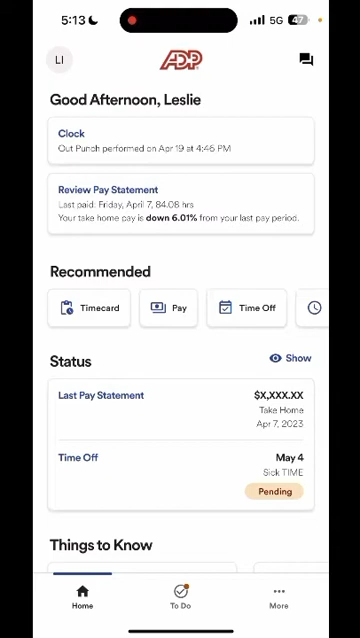 5:13
5G
47
LI
ADP
Good Afternoon, Leslie
Clock
Out Punch performed on Apr 19 at 4:46 PM
Review Pay Statement
Last paid: Friday, April 7, 84.08 hrs
Your take home pay is down 6.01% from your last pay period.
Recommended
Timecard
Pay
Time Off
Status
Show
Last Pay Statement
$X,XXX.XX
Take Home
Apr 7, 2023
Time Off
May 4
Sick TIME
Pending
Things to Know
Home
To Do
More